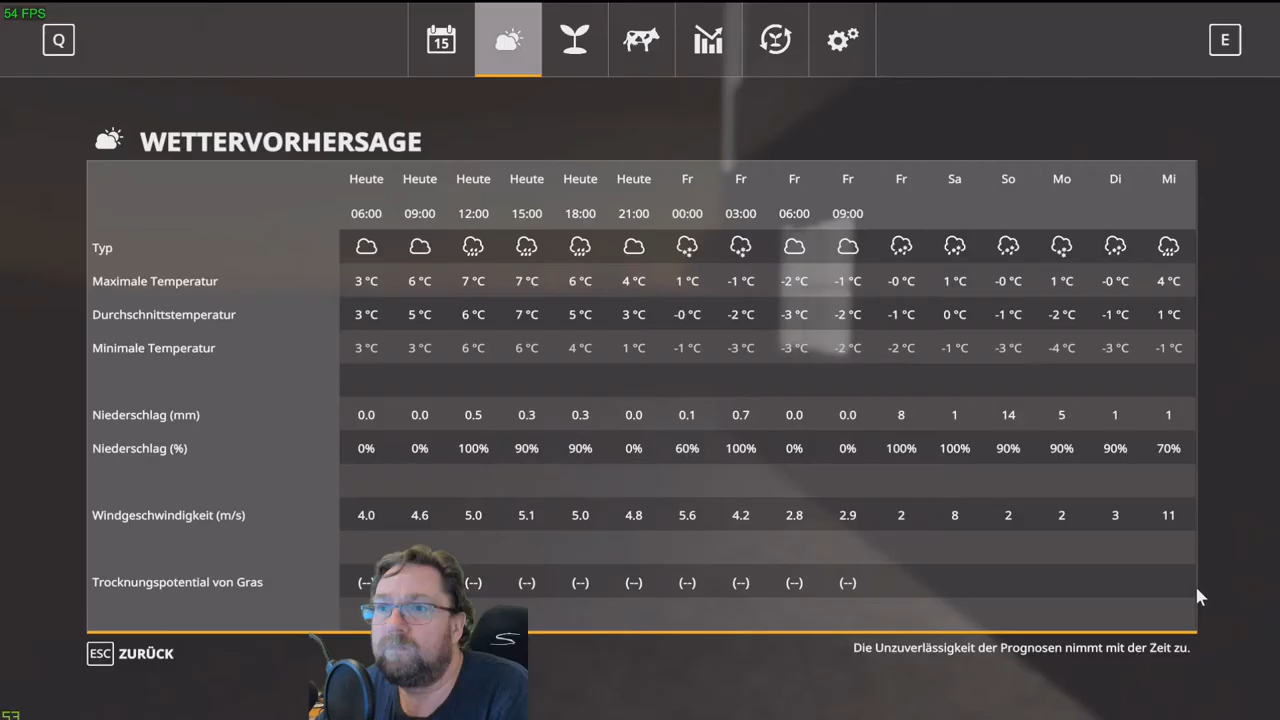 54 FPS
Q
15
E
WETTERVORHERSAGE
Heute Heute Heute Heute Heute Heute Fr Fr Fr Fr Fr Sa So Mo Di Mi
06:00 09:00 12:00 15:00 18:00 21:00 00:00 03:00 06:00 09:00
Typ
Maximale Temperatur 3 °C 6 °C 7 °C 7 °C 6 °C 4 °C 1 °C -1 °C -2 °C -1 °C -0 °C 1 °C -0 °C 1 °C -0 °C 4 °C
Durchschnittstemperatur 3 °C 5 °C 6 °C 7 °C 5 °C 3 °C -0 °C -2 °C -3 °C -2 °C -1 °C 0 °C -1 °C -2 °C -1 °C 1 °C
Minimale Temperatur 3 °C 3 °C 6 °C 6 °C 4 °C 1 °C -1 °C -3 °C -3 °C -2 °C -2 °C -1 °C -3 °C -4 °C -3 °C -1 °C
Niederschlag (mm) 0.0 0.0 0.5 0.3 0.3 0.0 0.1 0.7 0.0 0.0 8 1 14 5 1 1
Niederschlag (%) 0% 0% 100% 90% 90% 0% 60% 100% 0% 0% 100% 100% 90% 90% 90% 70%
Windgeschwindigkeit (m/s) 4.0 4.6 5.0 5.1 5.0 4.8 5.6 4.2 2.8 2.9 2 8 2 2 3 11
Trocknungspotential von Gras (-- (--) (--) (--) (--) (--) (--) (--) (--)
ESC ZURÜCK
Die Unzuverlässigkeit der Prognosen nimmt mit der Zeit zu.